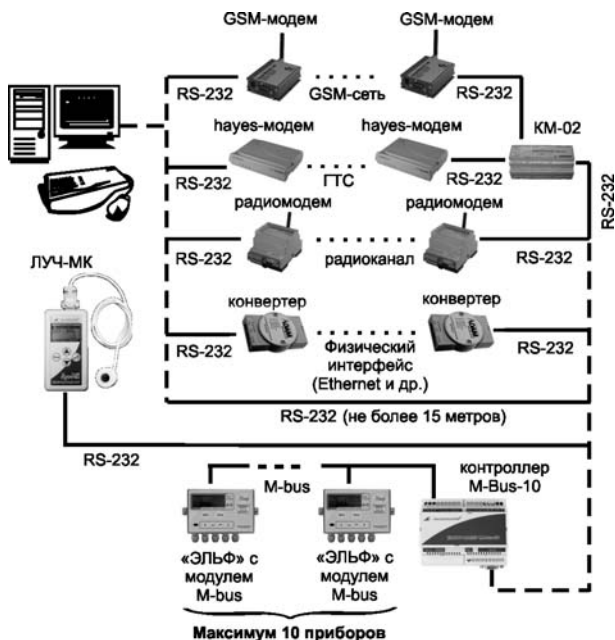 GSM-модем GSM-модем
RS-232 GSM-сеть RS-232
hayes-модем hayes-модем КМ-02
RS-232 ГТС RS-232
RS-232
радиомодем радиомодем
RS-232 радиоканал RS-232
ЛУЧ-МК
конвертер конвертер
RS-232 Физический RS-232
интерфейс
(Ethernet и др.)
RS-232 (не более 15 метров)
RS-232
M-bus
контроллер
M-Bus-10
«ЭЛЬФ» с «ЭЛЬФ» с
модулем модулем
M-bus M-bus
Максимум 10 приборов